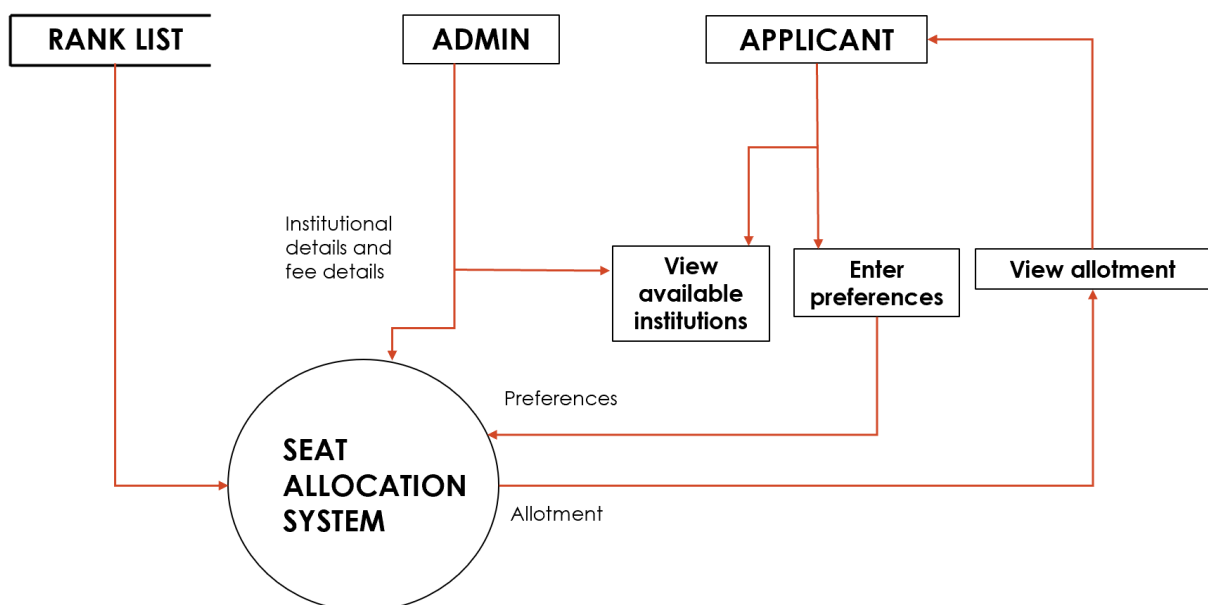 RANK LIST
ADMIN
APPLICANT
Institutional
details and
fee details
View
available
institutions
Enter
preferences
View allotment
Preferences
SEAT
ALLOCATION
SYSTEM
Allotment